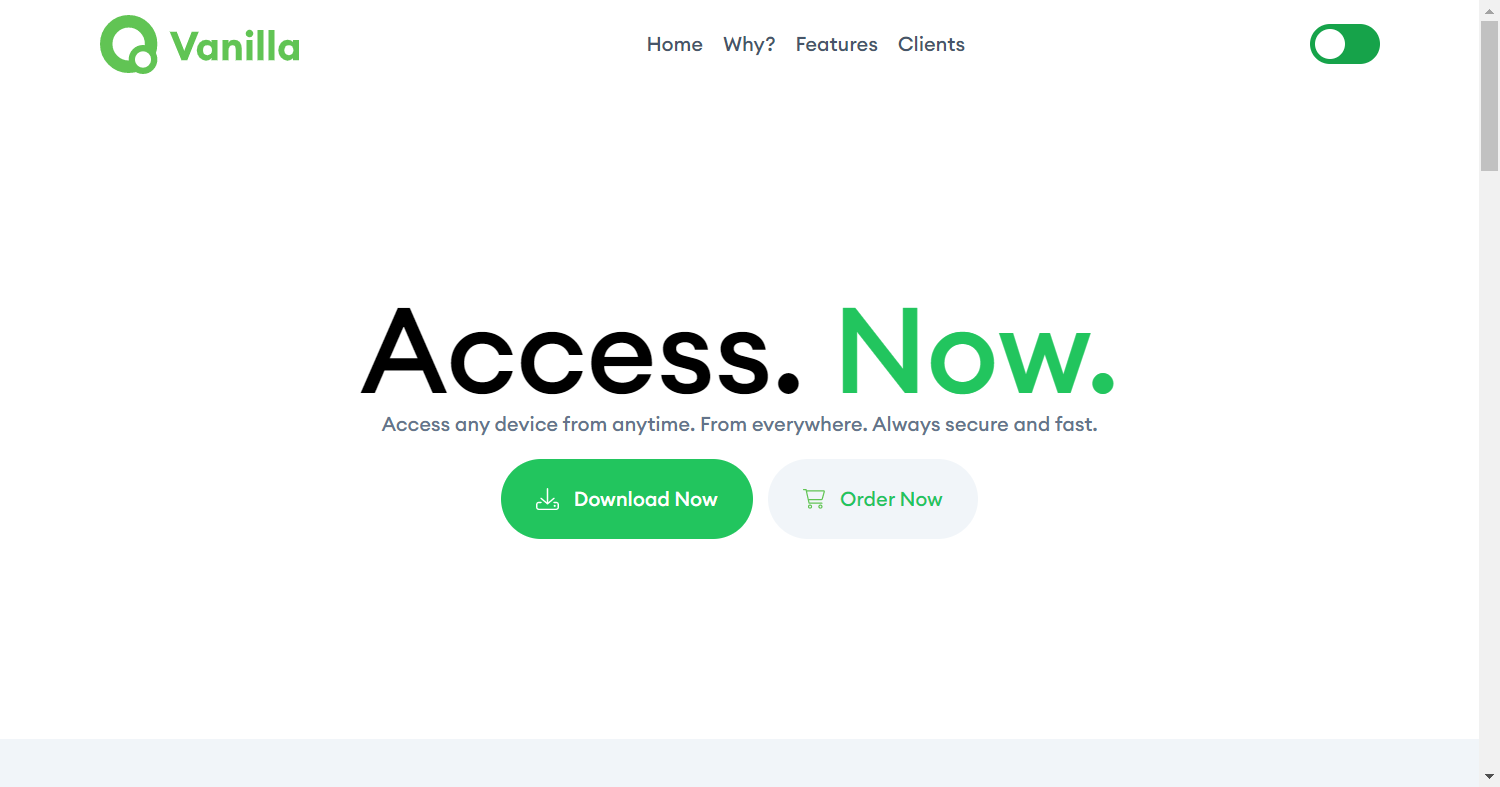 Vanilla
Home Why? Features Clients
Access. Now.
Access any device from anytime. From everywhere. Always secure and fast.
Download Now
Order Now